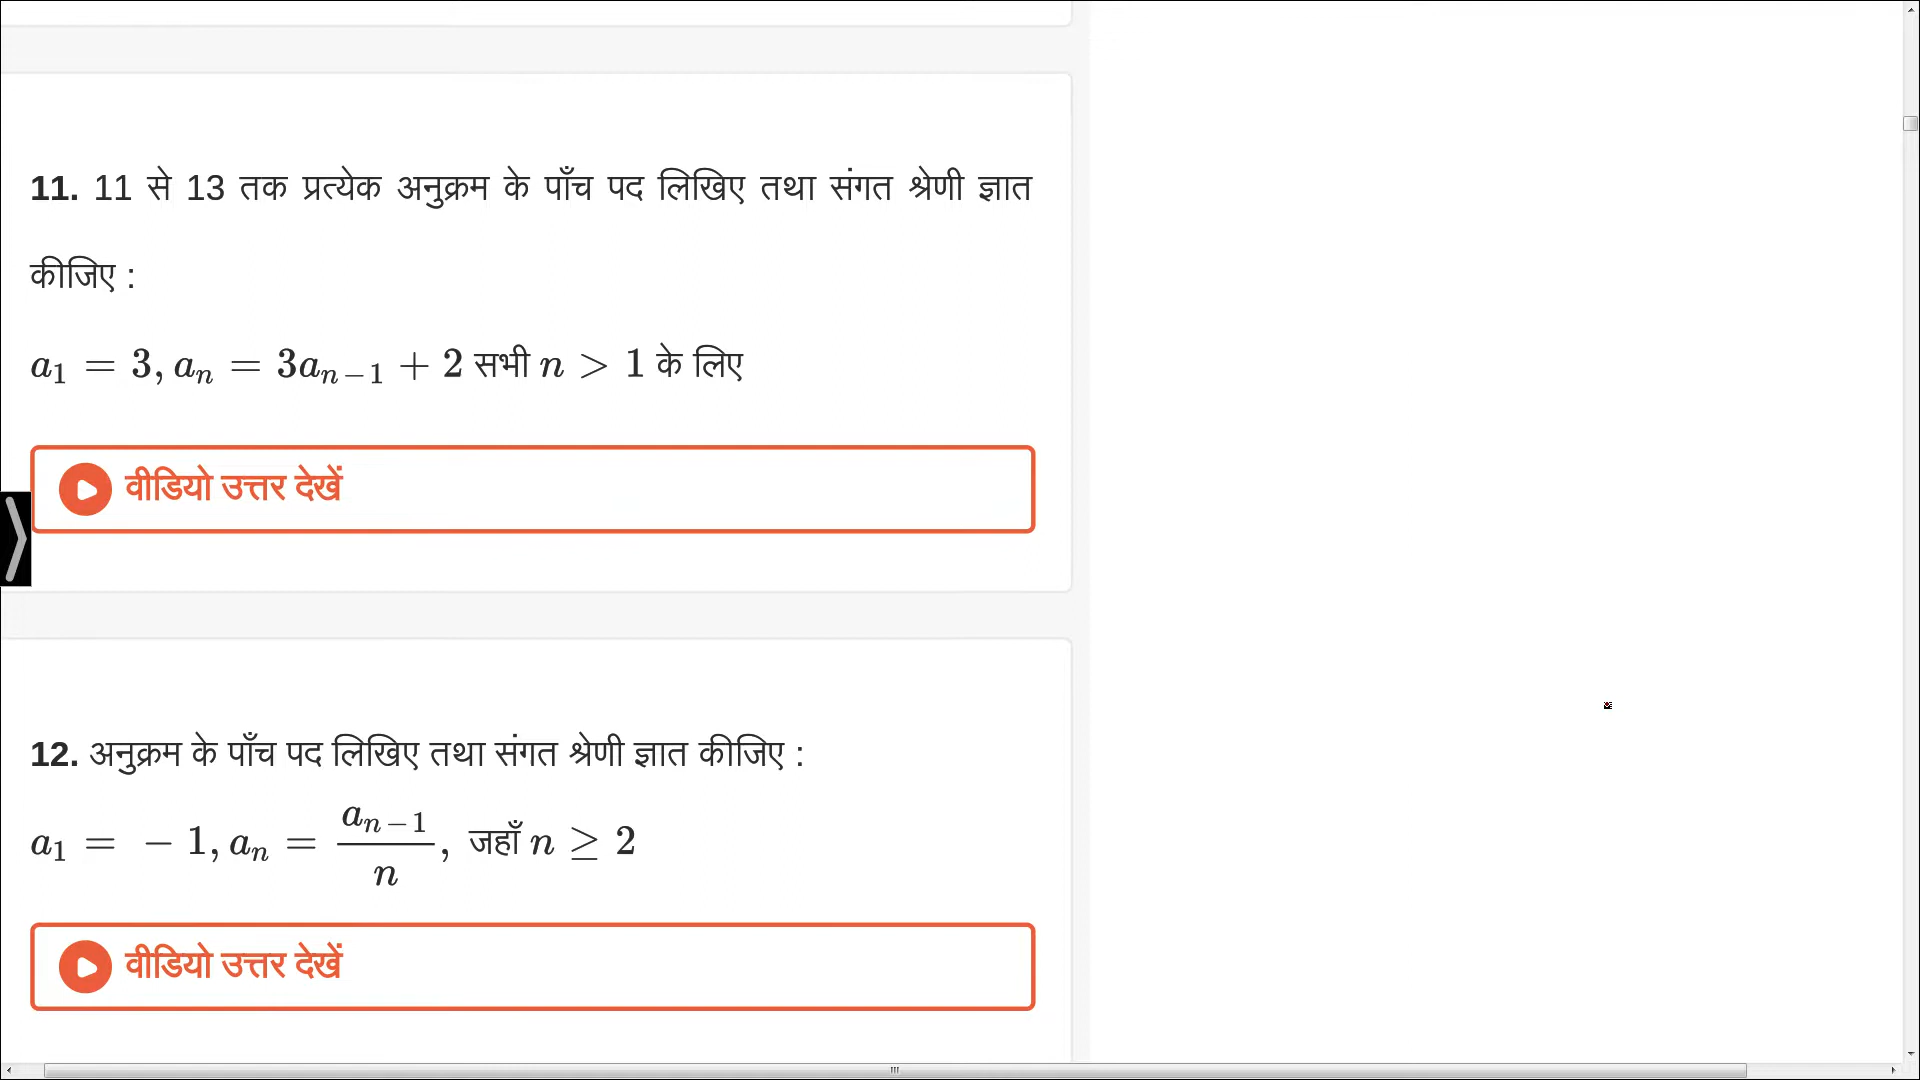 11. 11 से 13 तक प्रत्येक अनुक्रम के पाँच पद लिखिए तथा संगत श्रेणी ज्ञात
कीजिए :
a₁ = 3, aₙ = 3aₙ₋₁ + 2 सभी n > 1 के लिए
वीडियो उत्तर देखें
12. अनुक्रम के पाँच पद लिखिए तथा संगत श्रेणी ज्ञात कीजिए :
a₁ = − 1, aₙ = aₙ₋₁/n, जहाँ n ≥ 2
वीडियो उत्तर देखें